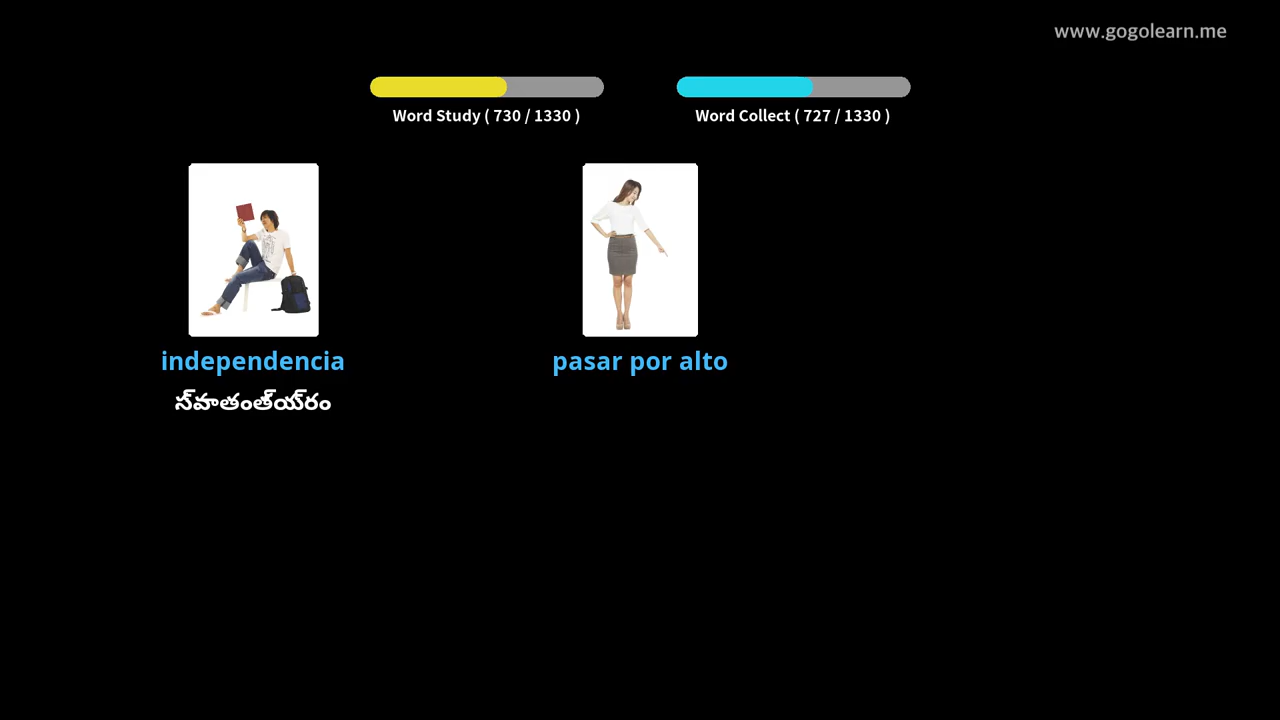 www.gogolearn.me
Word Study ( 730 / 1330 )
Word Collect ( 727 / 1330 )
independencia
pasar por alto
స్‌వాతంత్‌య్‌రం